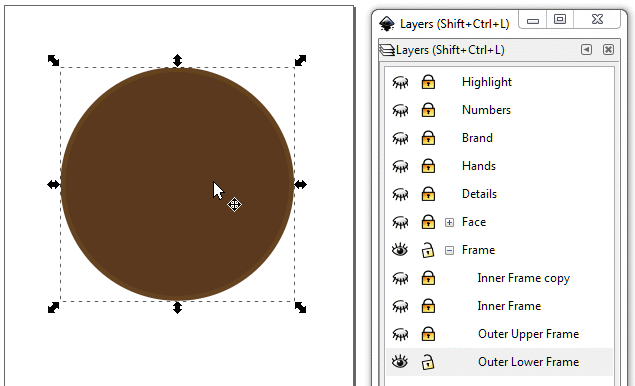 Layers (Shift+Ctrl+L)
Layers (Shift+Ctrl+L)
Highlight
Numbers
Brand
Hands
Details
Face
Frame
Inner Frame copy
Inner Frame
Outer Upper Frame
Outer Lower Frame